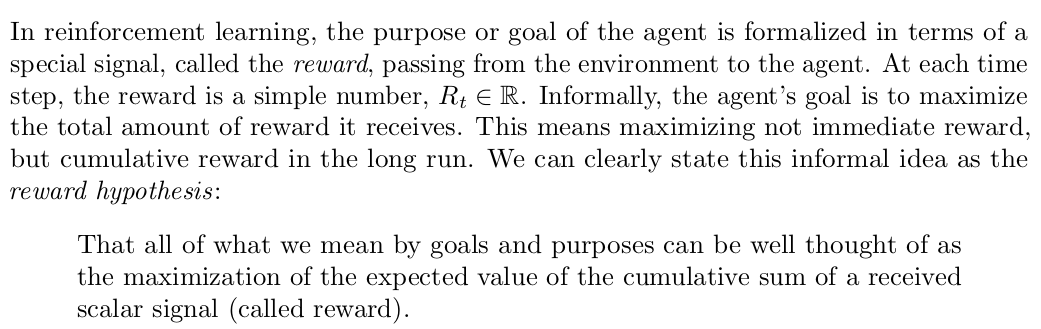 In reinforcement learning, the purpose or goal of the agent is formalized in terms of a
special signal, called the reward, passing from the environment to the agent. At each time
step, the reward is a simple number, Rₜ ∈ ℝ. Informally, the agent's goal is to maximize
the total amount of reward it receives. This means maximizing not immediate reward,
but cumulative reward in the long run. We can clearly state this informal idea as the
reward hypothesis:
That all of what we mean by goals and purposes can be well thought of as
the maximization of the expected value of the cumulative sum of a received
scalar signal (called reward).